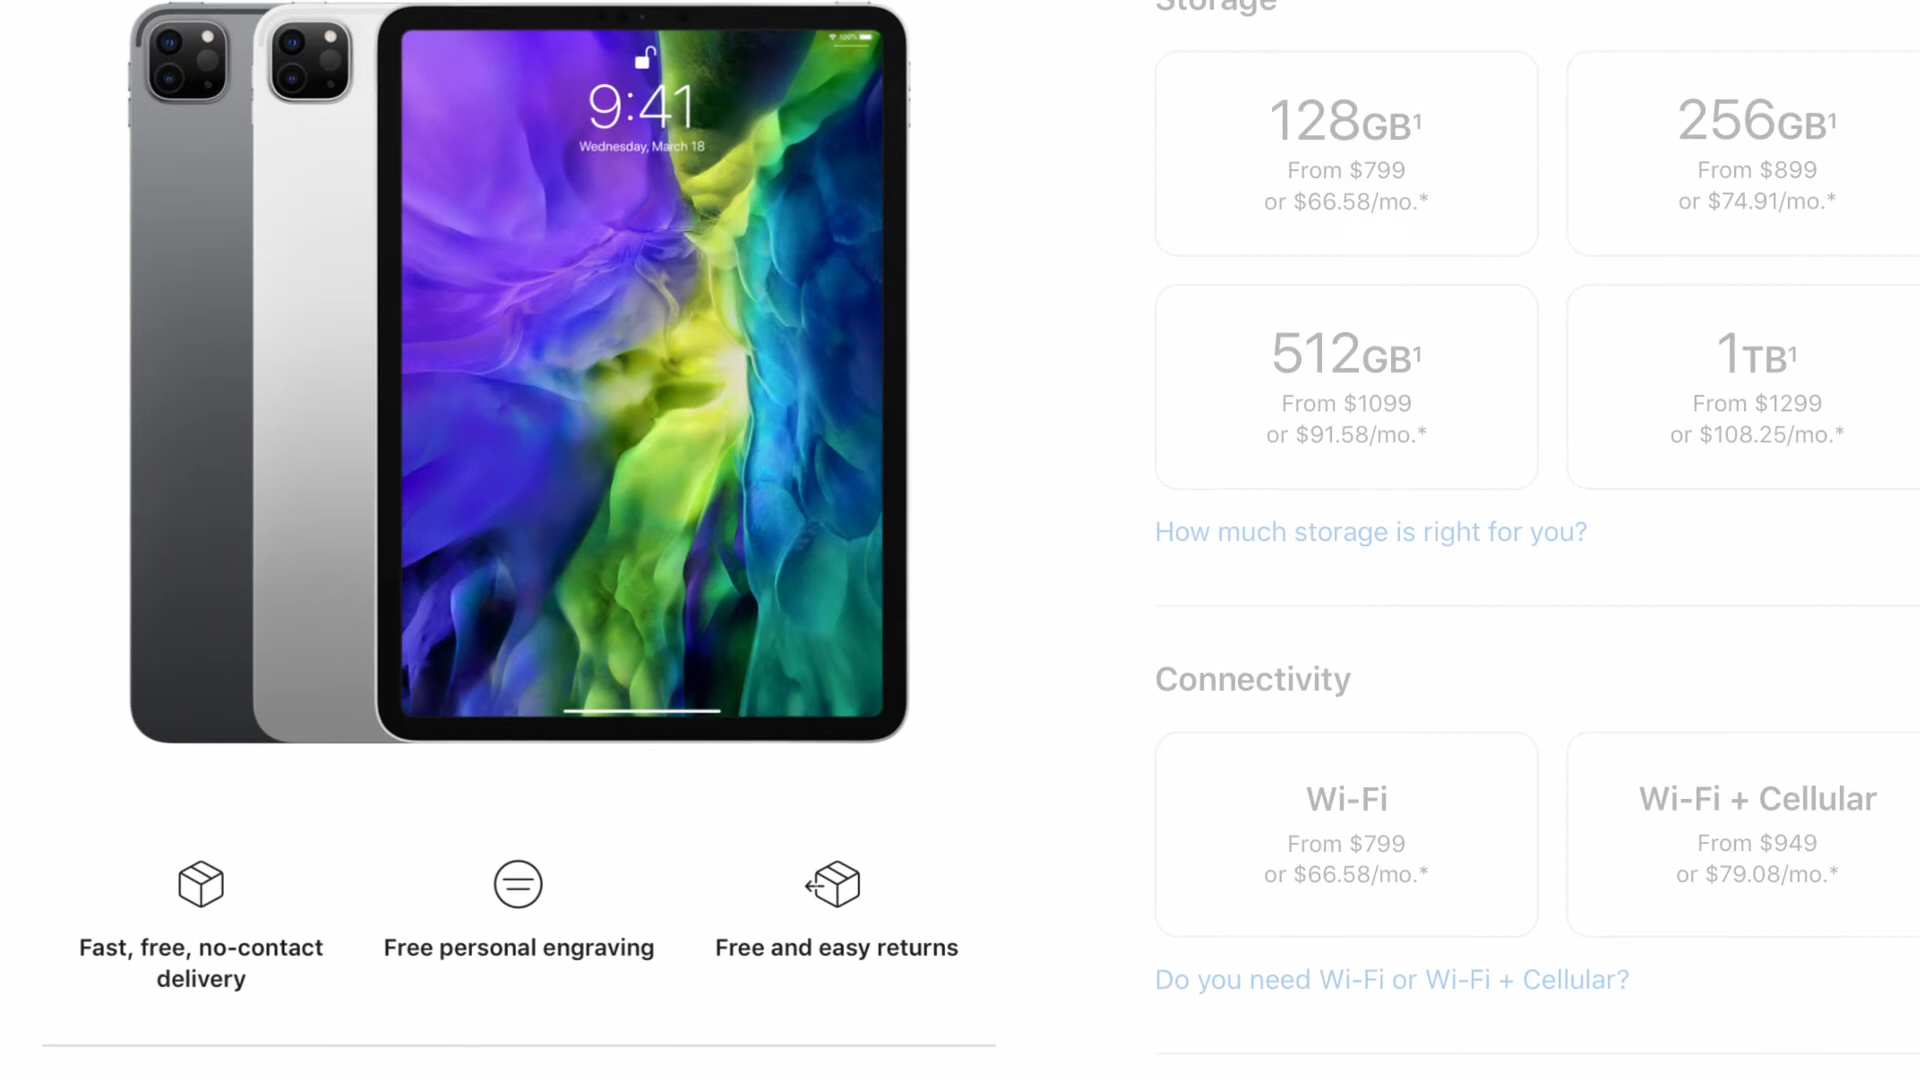 100%
9:41
Wednesday, March 18
Fast, free, no-contact
delivery
Free personal engraving
Free and easy returns
Storage
128GB¹
From $799
or $66.58/mo.*
256GB¹
From $899
or $74.91/mo.*
512GB¹
From $1099
or $91.58/mo.*
1TB¹
From $1299
or $108.25/mo.*
How much storage is right for you?
Connectivity
Wi-Fi
From $799
or $66.58/mo.*
Wi-Fi + Cellular
From $949
or $79.08/mo.*
Do you need Wi-Fi or Wi-Fi + Cellular?